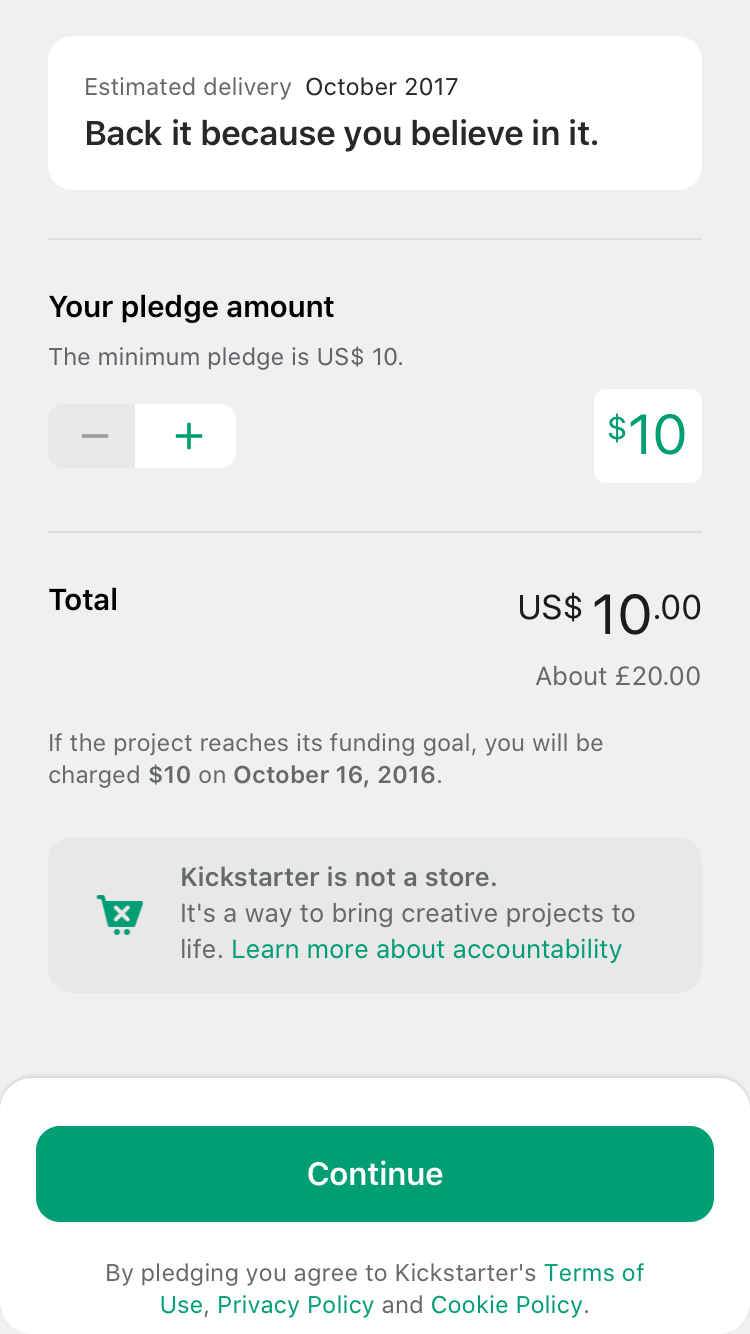 Estimated delivery October 2017
Back it because you believe in it.
Your pledge amount
The minimum pledge is US$ 10.
− + $10
Total US$ 10.00
About £20.00
If the project reaches its funding goal, you will be
charged $10 on October 16, 2016.
Kickstarter is not a store.
It's a way to bring creative projects to
life. Learn more about accountability
Continue
By pledging you agree to Kickstarter's Terms of
Use, Privacy Policy and Cookie Policy.